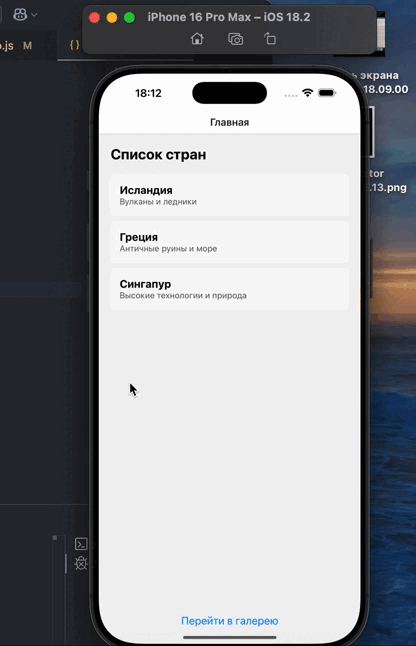 iPhone 16 Pro Max – iOS 18.2
.js M
{}
ь экрана
18.09.00
tor
.13.png
18:12
Главная
Список стран
Исландия
Вулканы и ледники
Греция
Античные руины и море
Сингапур
Высокие технологии и природа
Перейти в галерею